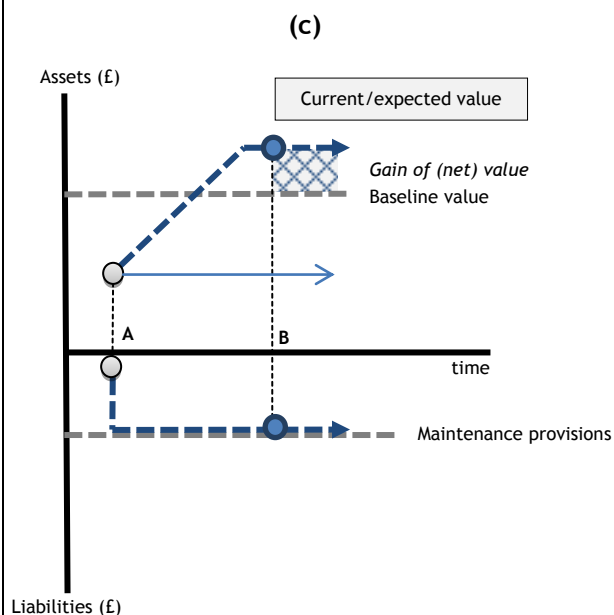 (c)
Assets (£)
Current/expected value
Gain of (net) value
Baseline value
A
B
time
Maintenance provisions
Liabilities (£)